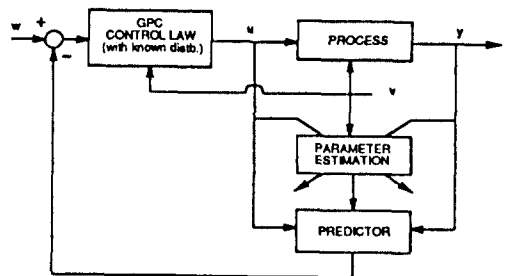 w
+
−
GPC
CONTROL LAW
(with known distb.)
u
PROCESS
y
v
PARAMETER
ESTIMATION
PREDICTOR